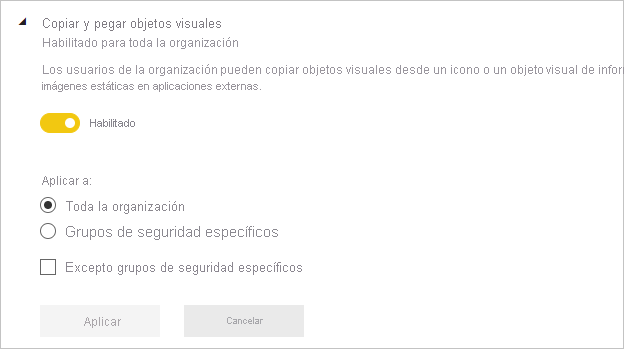 Copiar y pegar objetos visuales
Habilitado para toda la organización
Los usuarios de la organización pueden copiar objetos visuales desde un icono o un objeto visual de
imágenes estáticas en aplicaciones externas.
Habilitado
Aplicar a:
Toda la organización
Grupos de seguridad específicos
Excepto grupos de seguridad específicos
Aplicar
Cancelar